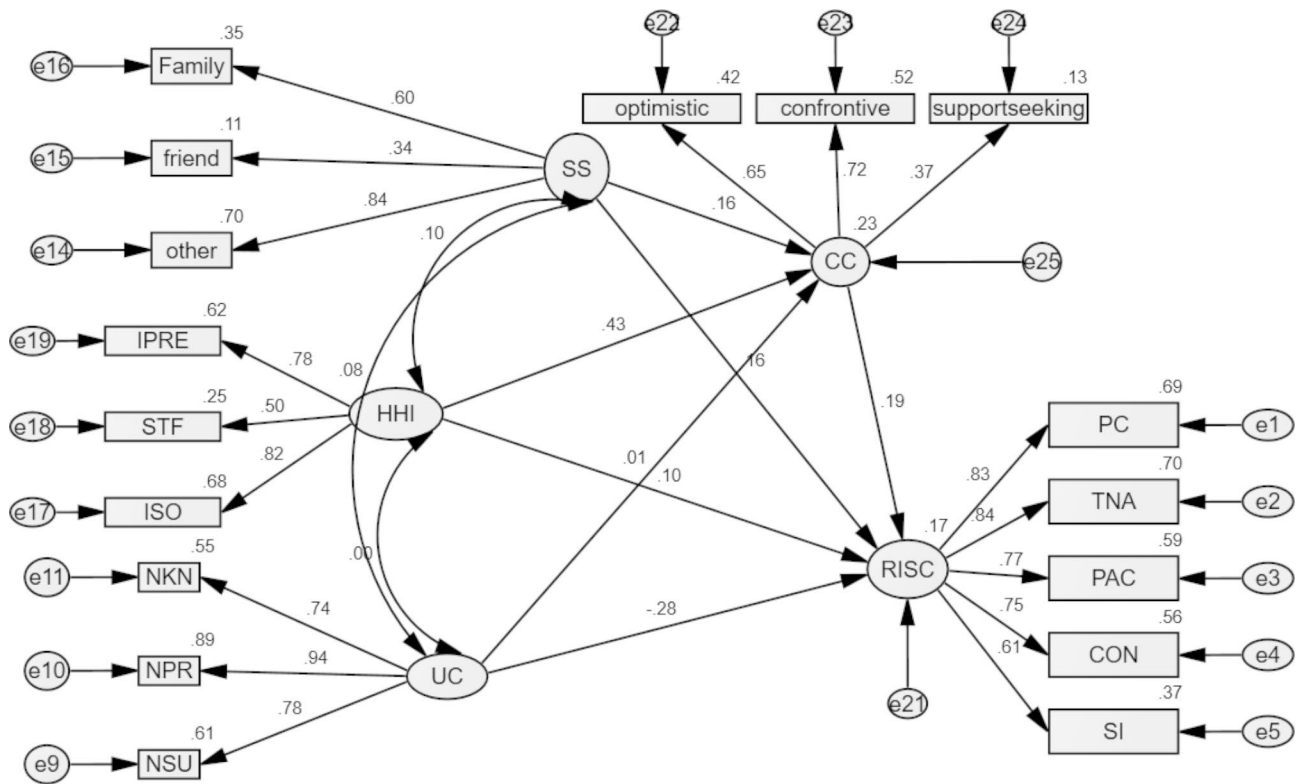 .35
e16
Family
.60
.11
e15
friend
.34
.70
e14
other
.84
SS
e22
e23
e24
.42
optimistic
.52
confrontive
.13
supportseeking
.65
.72
.37
.16
.23
CC
e25
.10
.62
e19
IPRE
.78
.25
e18
STF
.50
.68
e17
ISO
.82
.08
HHI
.43
.16
.19
.01
.10
.00
.55
e11
NKN
.74
.89
e10
NPR
.94
.61
e9
NSU
.78
UC
-.28
.17
RISC
e21
.69
PC
e1
.83
.70
TNA
e2
.84
.59
PAC
e3
.77
.56
CON
e4
.75
.37
SI
e5
.61